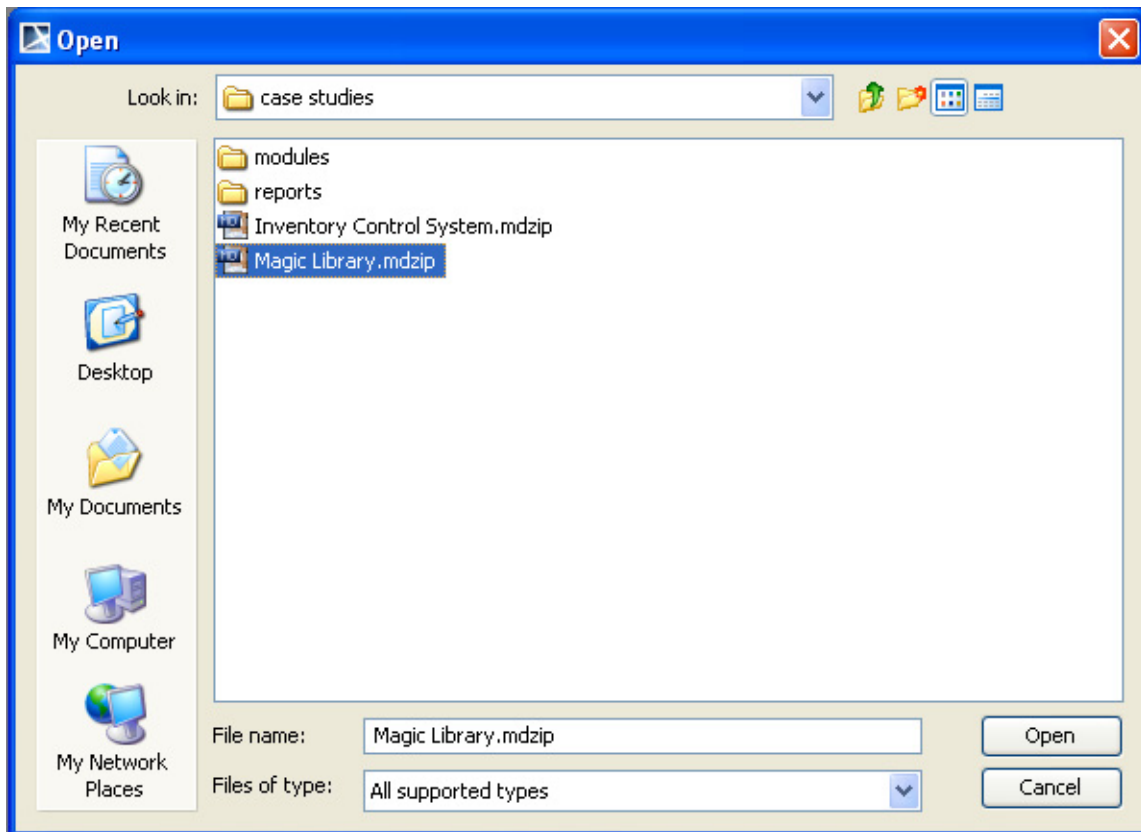 Open
Look in:
case studies
My Recent
Documents
Desktop
My Documents
My Computer
My Network
Places
modules
reports
Inventory Control System.mdzip
Magic Library.mdzip
File name:
Magic Library.mdzip
Open
Files of type:
All supported types
Cancel